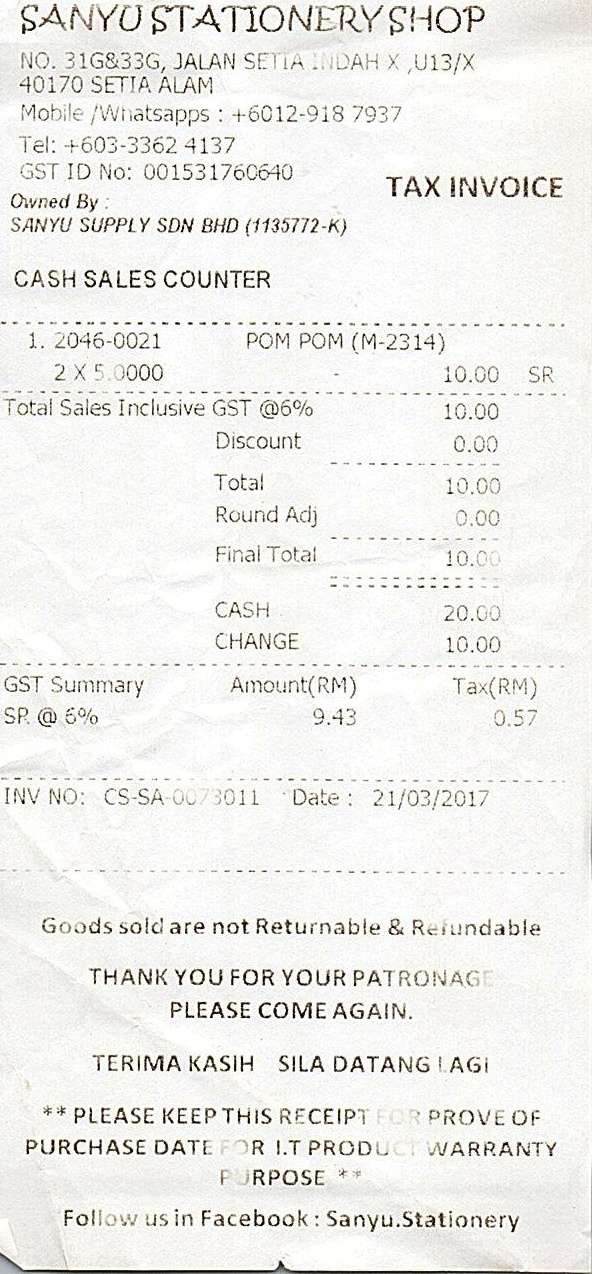 SANYU STATIONERY SHOP
NO. 31G&33G, JALAN SETIA INDAH X ,U13/X
40170 SETIA ALAM
Mobile /Whatsapps : +6012-918 7937
Tel: +603-3362 4137
GST ID No: 001531760640
TAX INVOICE
Owned By :
SANYU SUPPLY SDN BHD (1135772-K)
CASH SALES COUNTER
1. 2046-0021 POM POM (M-2314)
2 X 5.0000 - 10.00 SR
Total Sales Inclusive GST @6% 10.00
Discount 0.00
Total 10.00
Round Adj 0.00
Final Total 10.00
CASH 20.00
CHANGE 10.00
GST Summary Amount(RM) Tax(RM)
SR @ 6% 9.43 0.57
INV NO: CS-SA-0073011 Date : 21/03/2017
Goods sold are not Returnable & Refundable
THANK YOU FOR YOUR PATRONAGE
PLEASE COME AGAIN.
TERIMA KASIH SILA DATANG LAGI
** PLEASE KEEP THIS RECEIPT FOR PROVE OF
PURCHASE DATE FOR I.T PRODUCT WARRANTY
PURPOSE **
Follow us in Facebook : Sanyu.Stationery